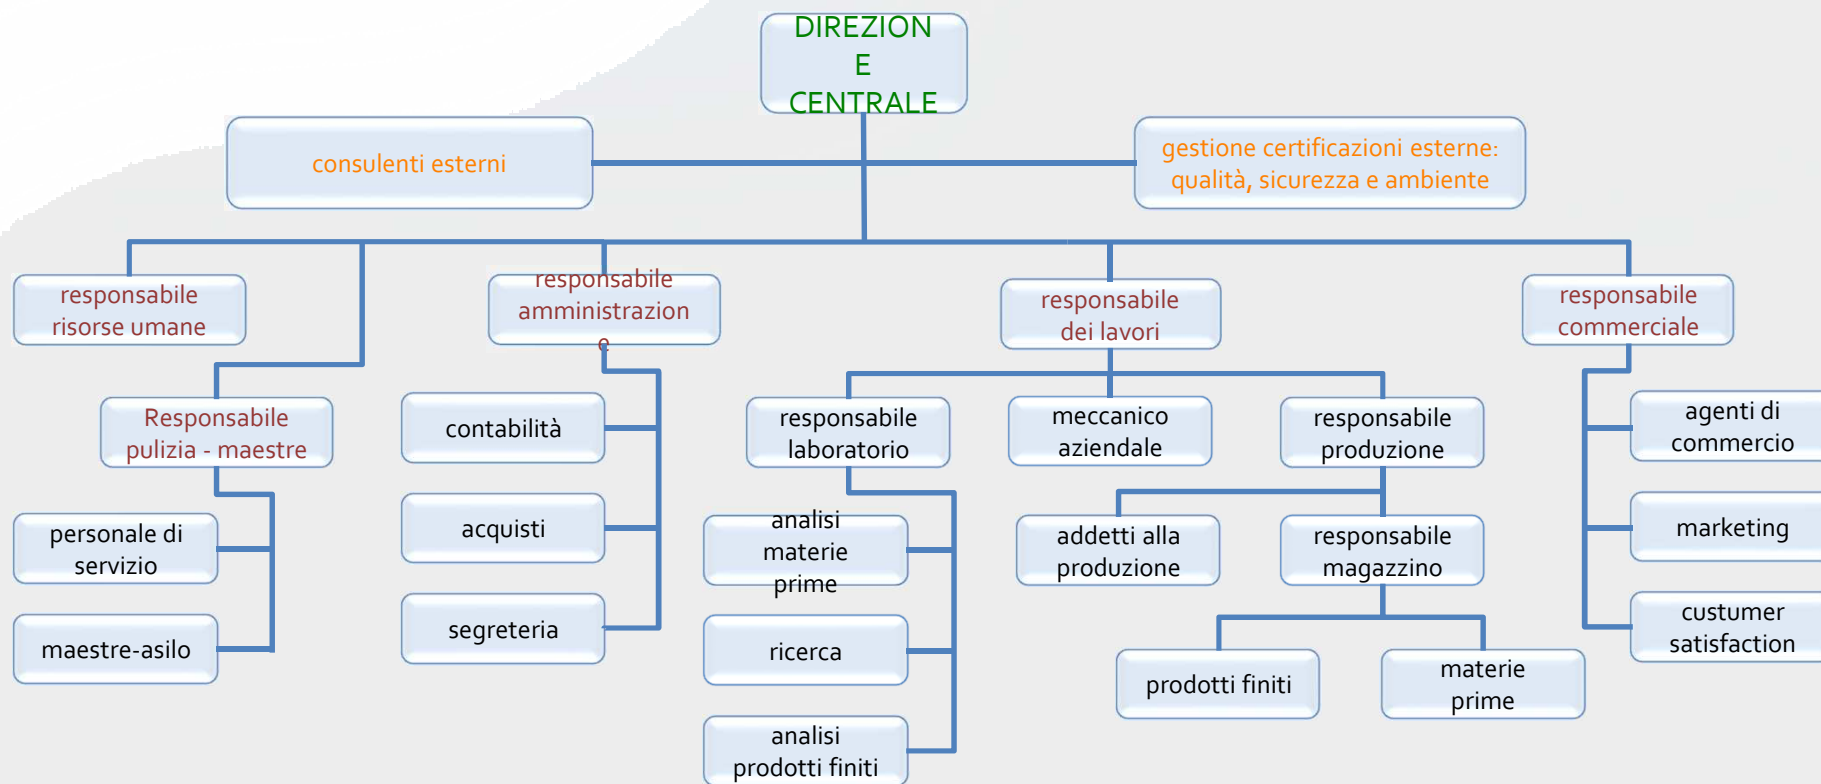 DIREZION
E
CENTRALE
consulenti esterni
gestione certificazioni esterne:
qualità, sicurezza e ambiente
responsabile
risorse umane
responsabile
amministrazion
e
responsabile
dei lavori
responsabile
commerciale
Responsabile
pulizia - maestre
contabilità
responsabile
laboratorio
meccanico
aziendale
responsabile
produzione
agenti di
commercio
personale di
servizio
acquisti
analisi
materie
prime
addetti alla
produzione
responsabile
magazzino
marketing
maestre-asilo
segreteria
ricerca
prodotti finiti
materie
prime
custumer
satisfaction
analisi
prodotti finiti